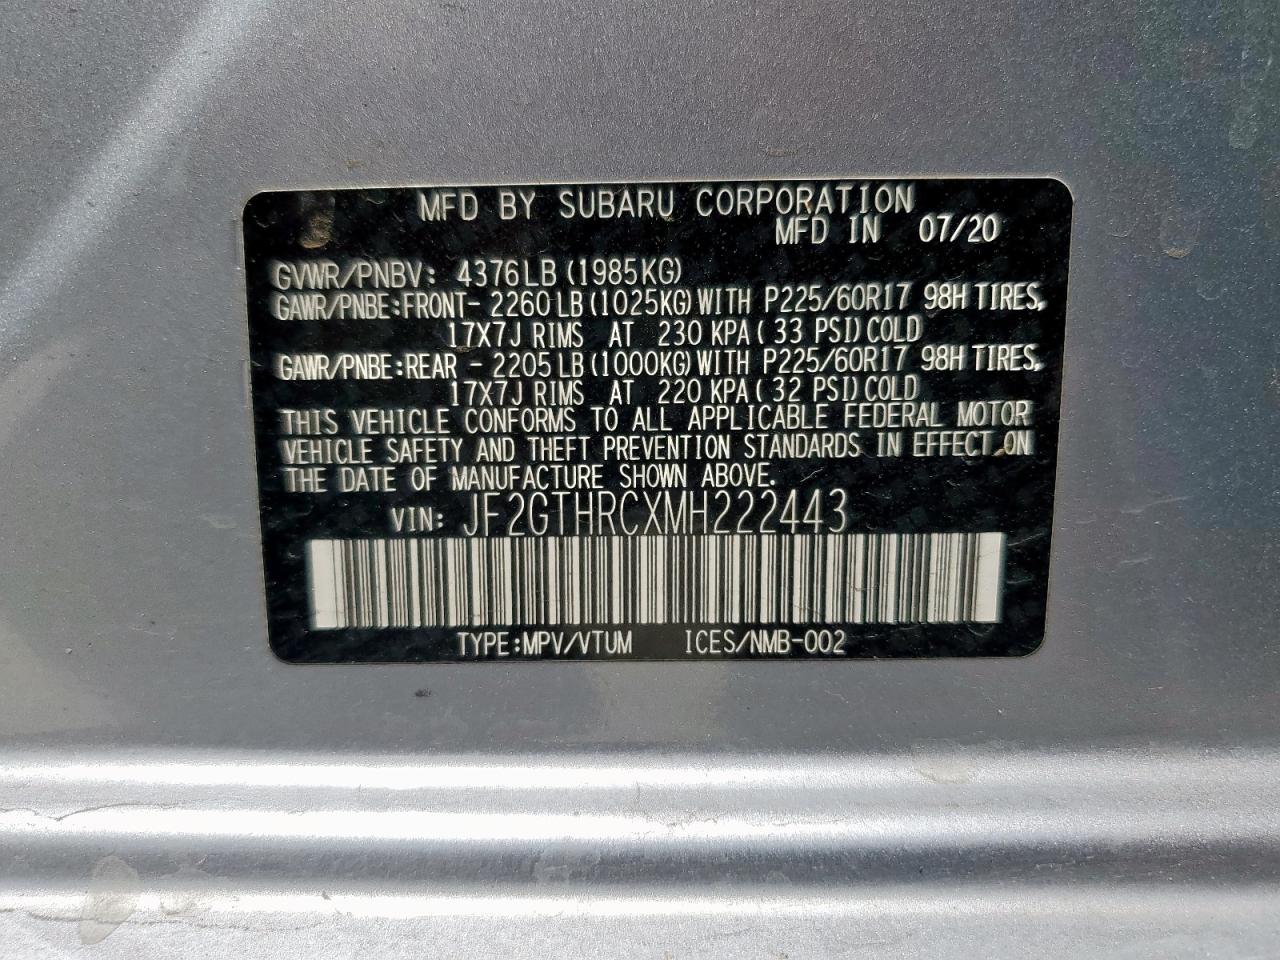 MFD BY SUBARU CORPORATION
MFD IN 07/20
GVWR/PNBV: 4376LB (1985KG)
GAWR/PNBE:FRONT- 2260 LB (1025KG) WITH P225/60R17 98H TIRES,
17X7J RIMS AT 230 KPA ( 33 PSI) COLD
GAWR/PNBE:REAR - 2205 LB (1000KG) WITH P225/60R17 98H TIRES,
17X7J RIMS AT 220 KPA ( 32 PSI) COLD
THIS VEHICLE CONFORMS TO ALL APPLICABLE FEDERAL MOTOR
VEHICLE SAFETY AND THEFT PREVENTION STANDARDS IN EFFECT ON
THE DATE OF MANUFACTURE SHOWN ABOVE.
VIN: JF2GTHRCXMH222443
TYPE:MPV/VTUM ICES/NMB-002